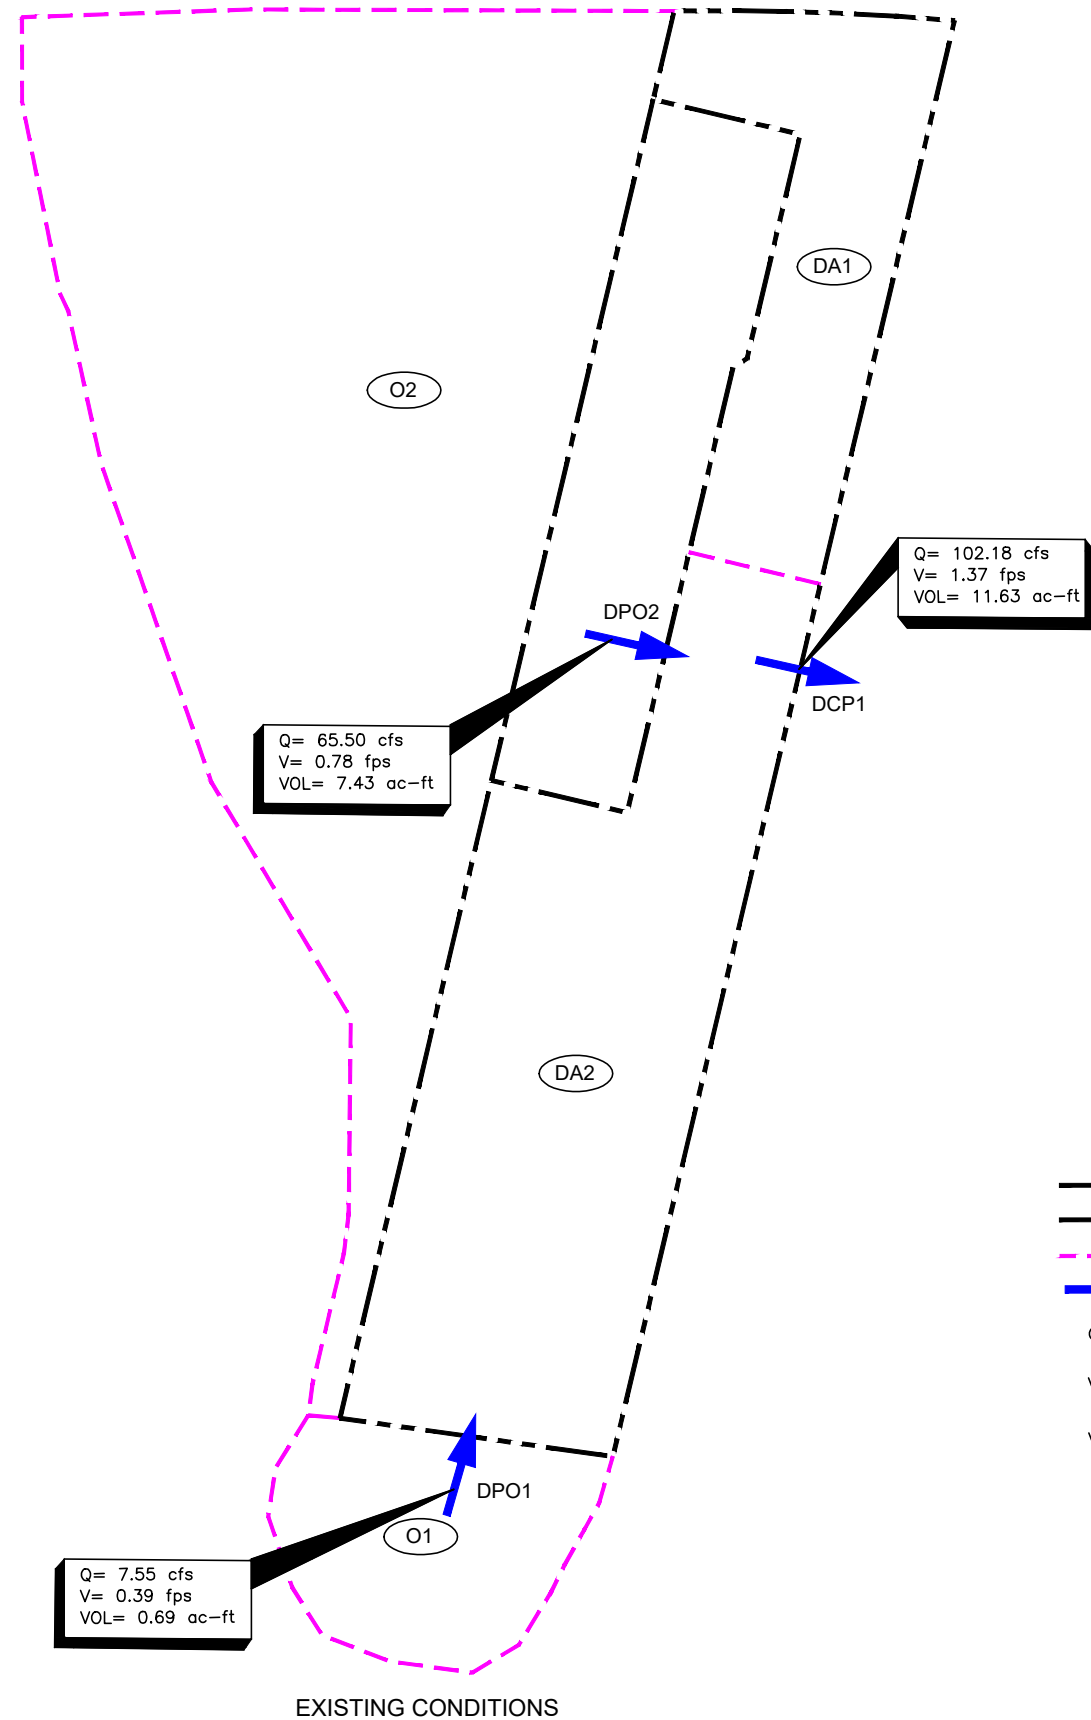 DA1
O2
Q= 102.18 cfs
V= 1.37 fps
VOL= 11.63 ac-ft
DPO2
DCP1
Q= 65.50 cfs
V= 0.78 fps
VOL= 7.43 ac-ft
DA2
DPO1
O1
Q= 7.55 cfs
V= 0.39 fps
VOL= 0.69 ac-ft
EXISTING CONDITIONS